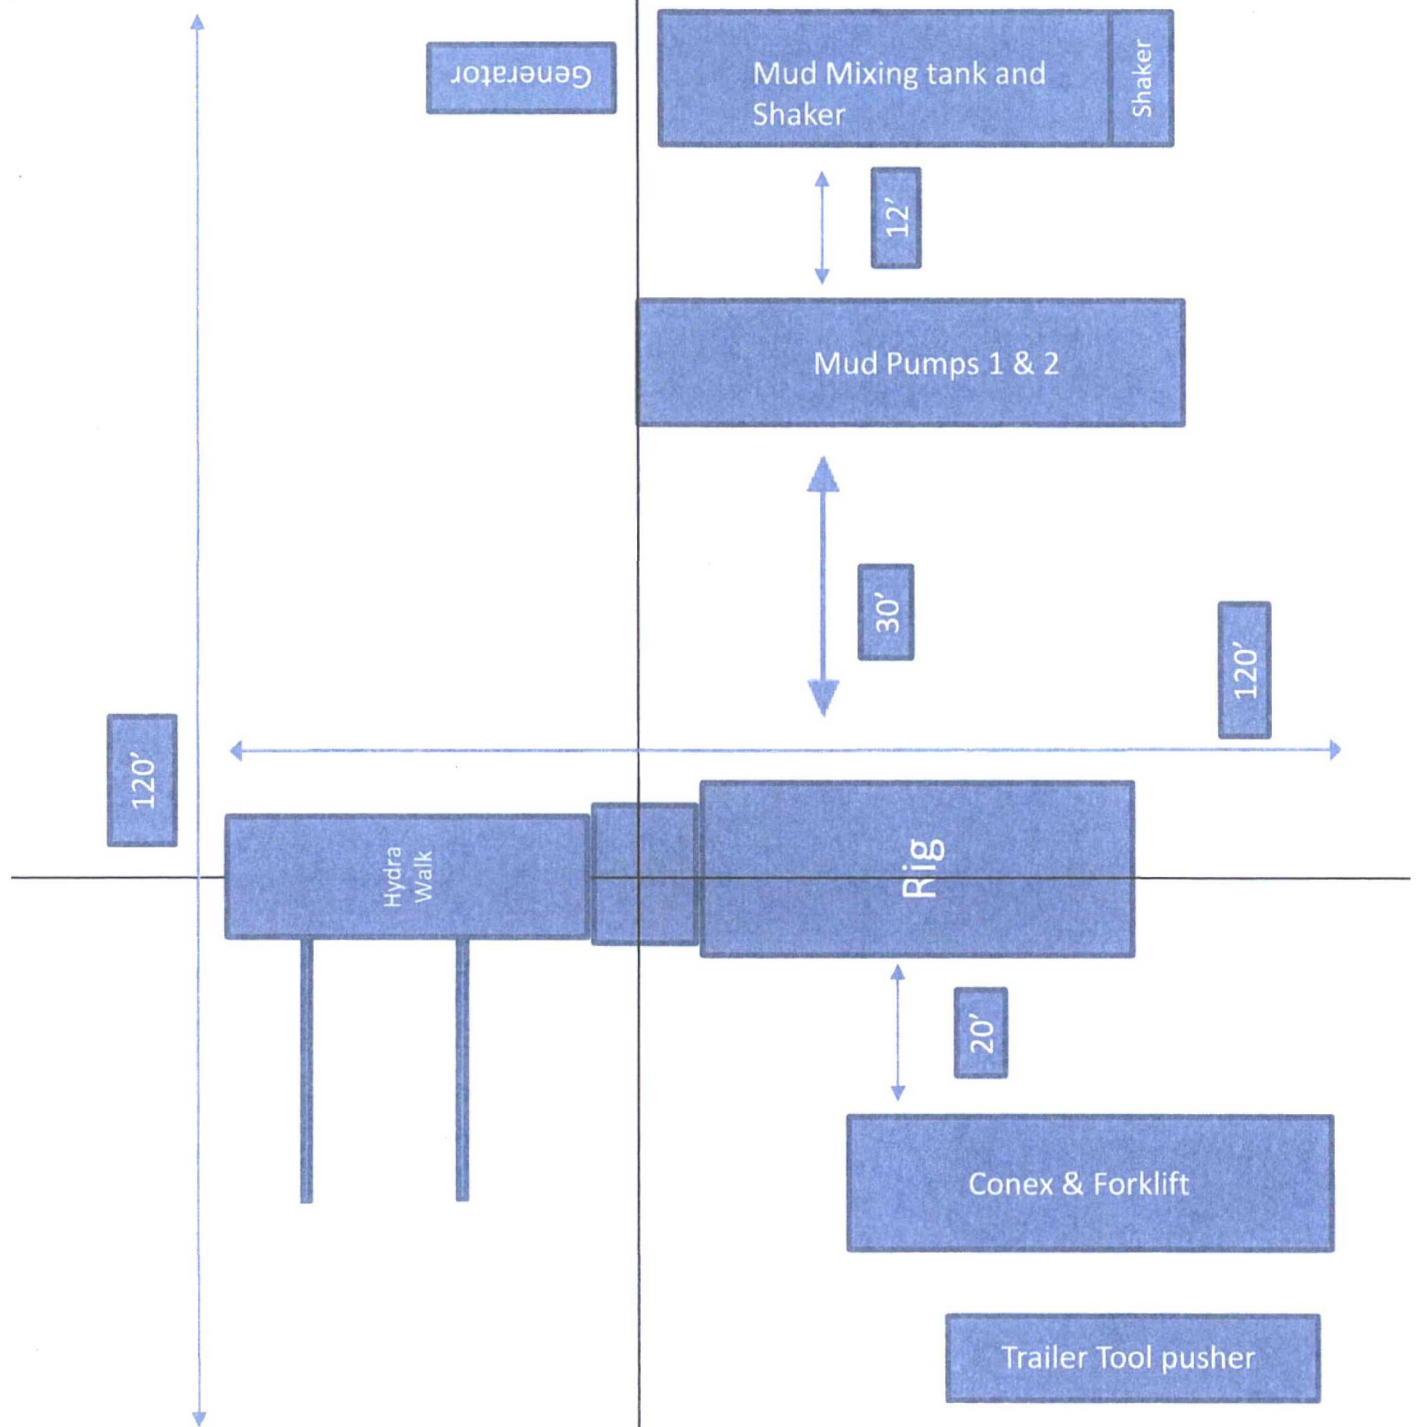 Generator
Mud Mixing tank and
Shaker
Shaker
12’
Mud Pumps 1 & 2
30’
120’
120’
Hydra
Walk
Rig
20’
Conex & Forklift
Trailer Tool pusher